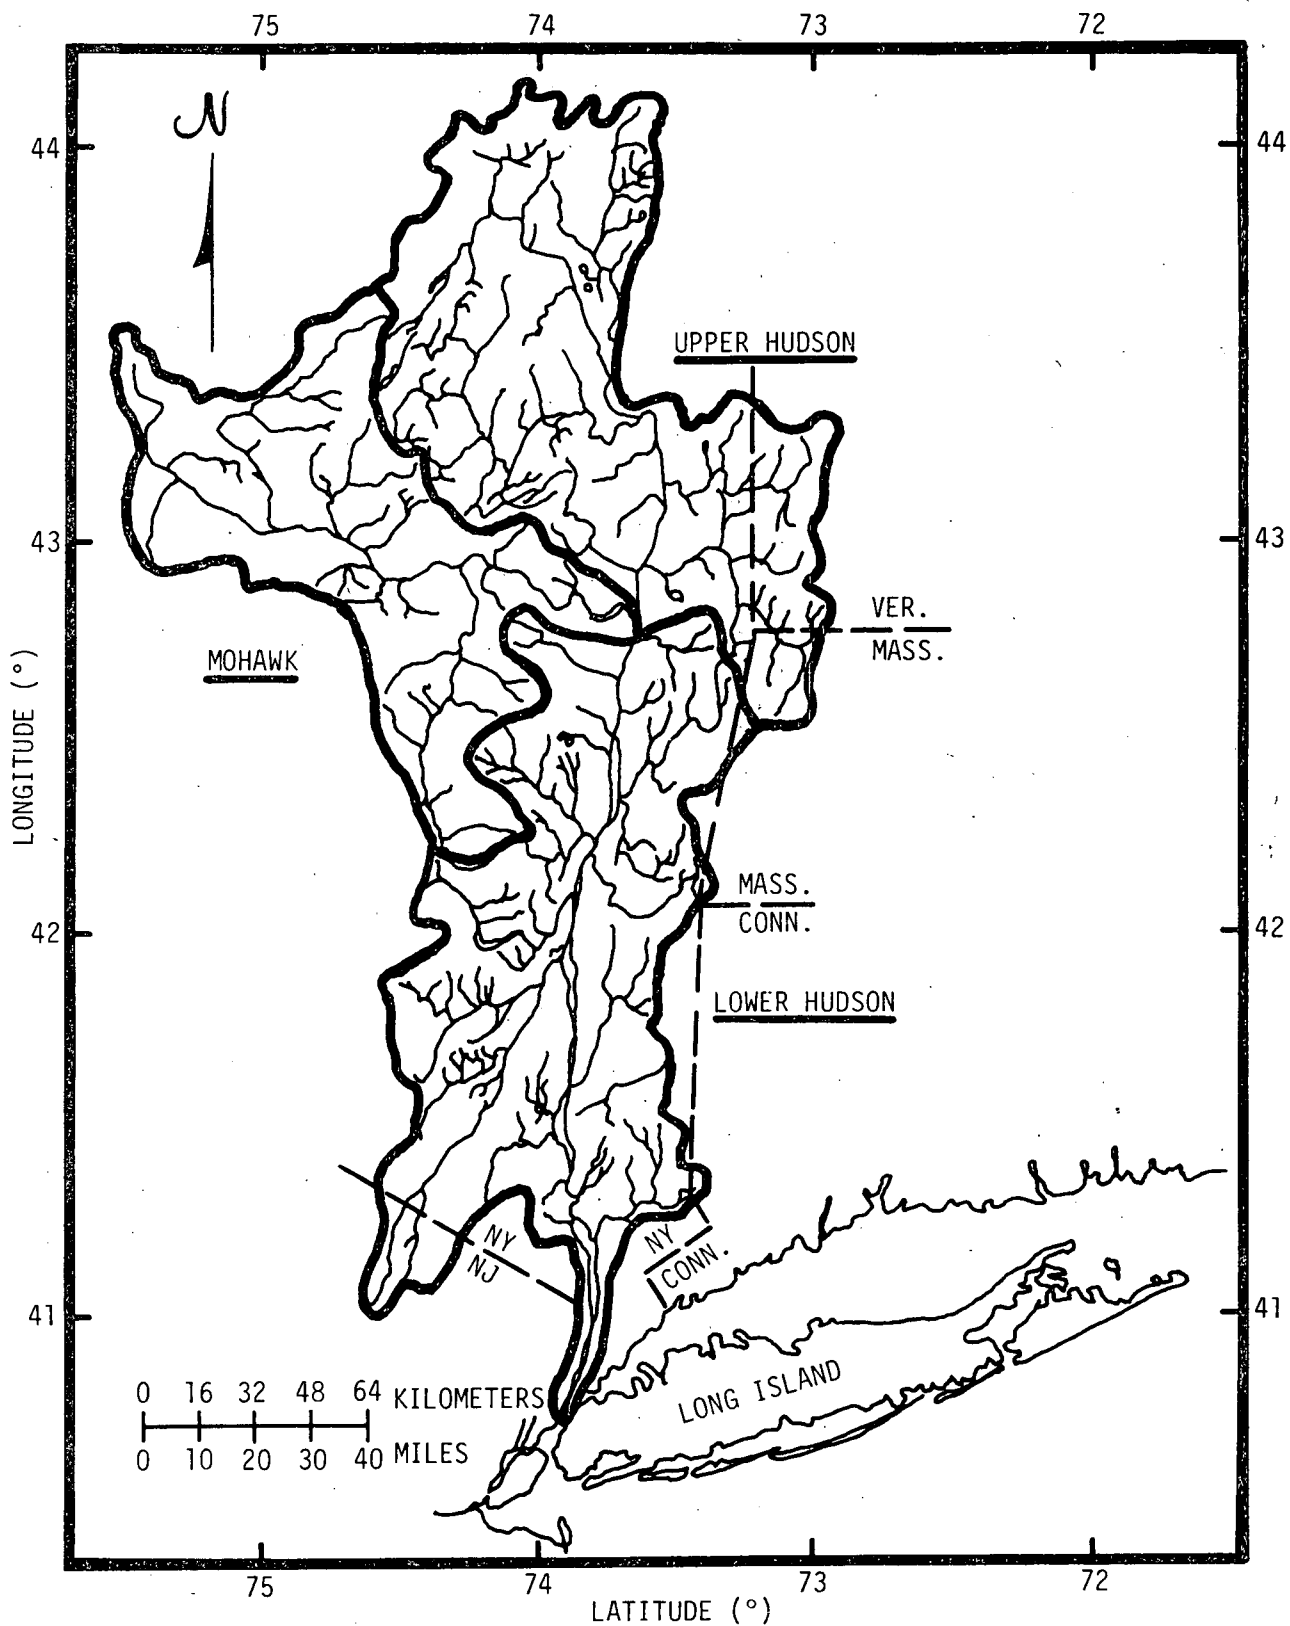 75 74 73 72
N
44 44
UPPER HUDSON
43 43
VER.
MASS.
MOHAWK
LONGITUDE (°)
MASS.
CONN.
42 42
LOWER HUDSON
NY
NJ
NY
CONN.
41 41
LONG ISLAND
0 16 32 48 64 KILOMETERS
0 10 20 30 40 MILES
75 74 73 72
LATITUDE (°)